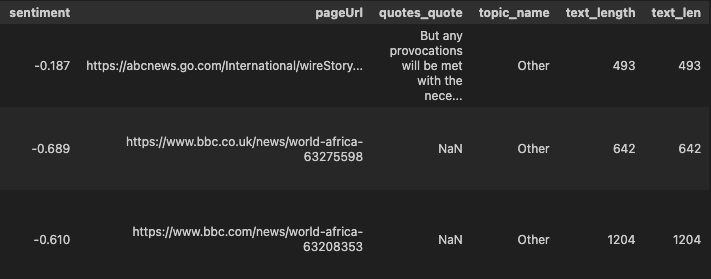 sentiment pageUrl quotes_quote topic_name text_length text_len
But any
provocations
-0.187 https://abcnews.go.com/International/wireStory... will be met Other 493 493
with the
nece...
https://www.bbc.co.uk/news/world-africa-
-0.689 NaN Other 642 642
63275598
https://www.bbc.com/news/world-africa-
-0.610 NaN Other 1204 1204
63208353